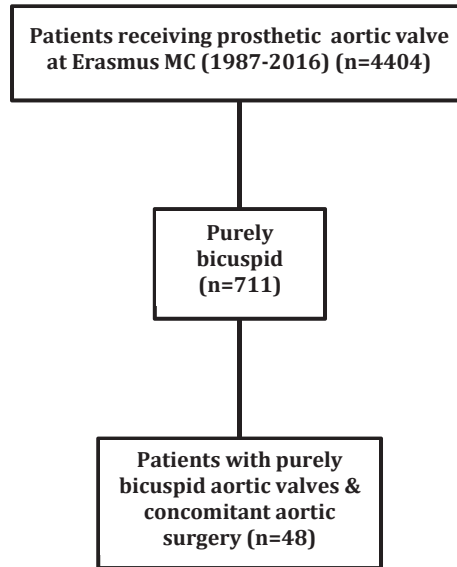 Patients receiving prosthetic aortic valve
at Erasmus MC (1987-2016) (n=4404)
Purely
bicuspid
(n=711)
Patients with purely
bicuspid aortic valves &
concomitant aortic
surgery (n=48)